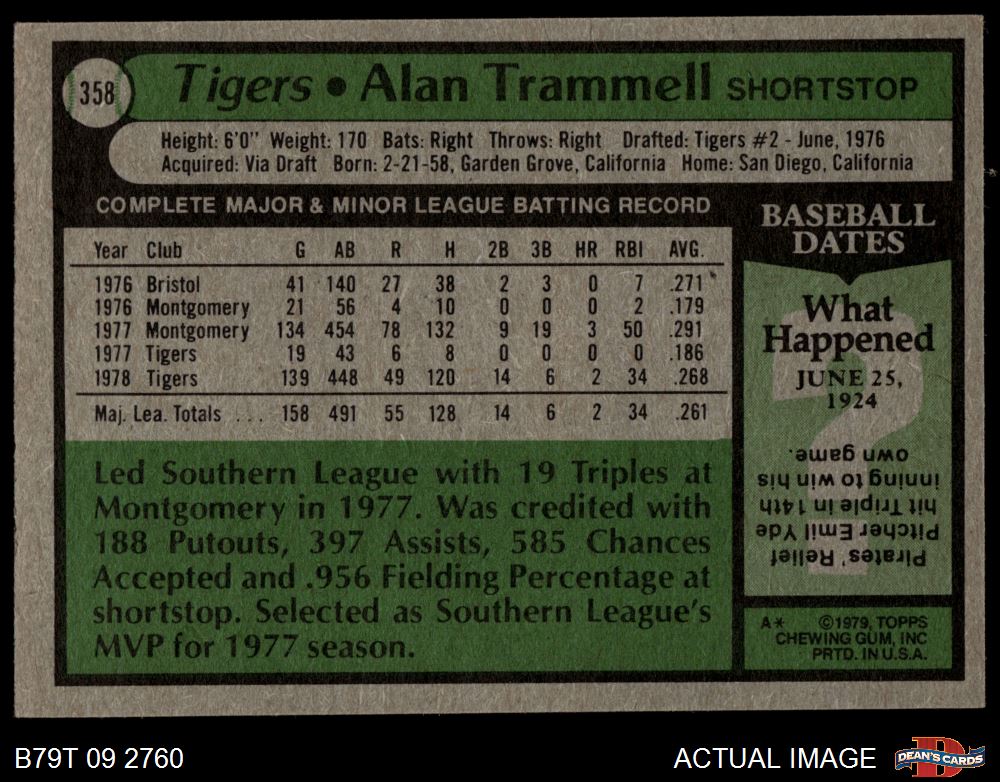 358
Tigers • Alan Trammell SHORTSTOP
Height: 6'0" Weight: 170 Bats: Right Throws: Right Drafted: Tigers #2 - June, 1976
Acquired: Via Draft Born: 2-21-58, Garden Grove, California Home: San Diego, California
COMPLETE MAJOR & MINOR LEAGUE BATTING RECORD
Year Club G AB R H 2B 3B HR RBI AVG.
1976 Bristol 41 140 27 38 2 3 0 7 .271
1976 Montgomery 21 56 4 10 0 0 0 2 .179
1977 Montgomery 134 454 78 132 9 19 3 50 .291
1977 Tigers 19 43 6 8 0 0 0 0 .186
1978 Tigers 139 448 49 120 14 6 2 34 .268
Maj. Lea. Totals . . . 158 491 55 128 14 6 2 34 .261
Led Southern League with 19 Triples at
Montgomery in 1977. Was credited with
188 Putouts, 397 Assists, 585 Chances
Accepted and .956 Fielding Percentage at
shortstop. Selected as Southern League's
MVP for 1977 season.
BASEBALL
DATES
What
Happened
JUNE 25,
1924
?
Pirates' Relief
Pitcher Emil Yde
hit Triple in 14th
inning to win his
own game.
A* ©1979, TOPPS
CHEWING GUM, INC
PRTD. IN U.S.A.
B79T 09 2760
ACTUAL IMAGE
D
DEAN'S CARDS